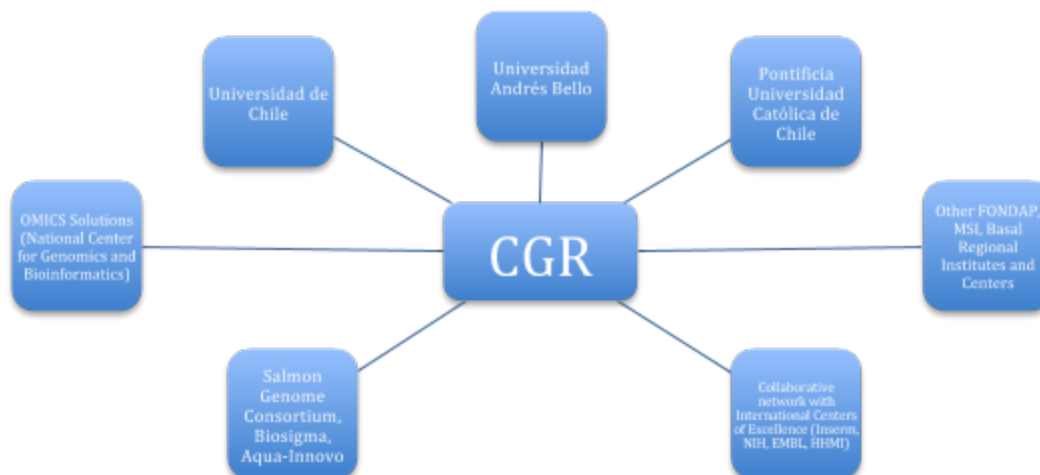 Universidad de
Chile
Universidad
Andrés Bello
Pontificia
Universidad
Católica de
Chile
OMICS Solutions
(National Center
for Genomics and
Bioinformatics)
CGR
Other FONDAP,
MSI, Basal
Regional
Institutes and
Centers
Salmon
Genome
Consortium,
Biosigma,
Aqua-Innovo
Collaborative
network with
International Centers
of Excellence (Inserm,
NIH, EMBL, HHMI)